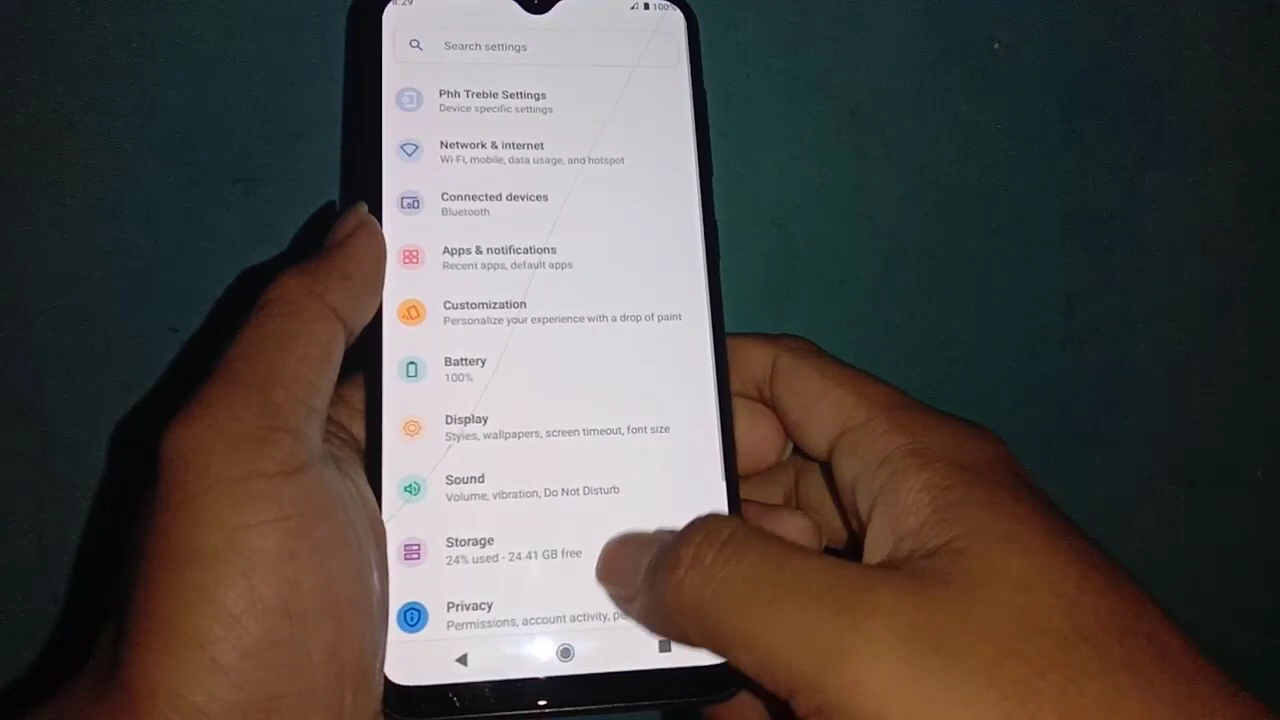 8:29
100%
Search settings
Phh Treble Settings
Device specific settings
Network & internet
Wi-Fi, mobile, data usage, and hotspot
Connected devices
Bluetooth
Apps & notifications
Recent apps, default apps
Customization
Personalize your experience with a drop of paint
Battery
100%
Display
Styles, wallpapers, screen timeout, font size
Sound
Volume, vibration, Do Not Disturb
Storage
24% used - 24.41 GB free
Privacy
Permissions, account activity,